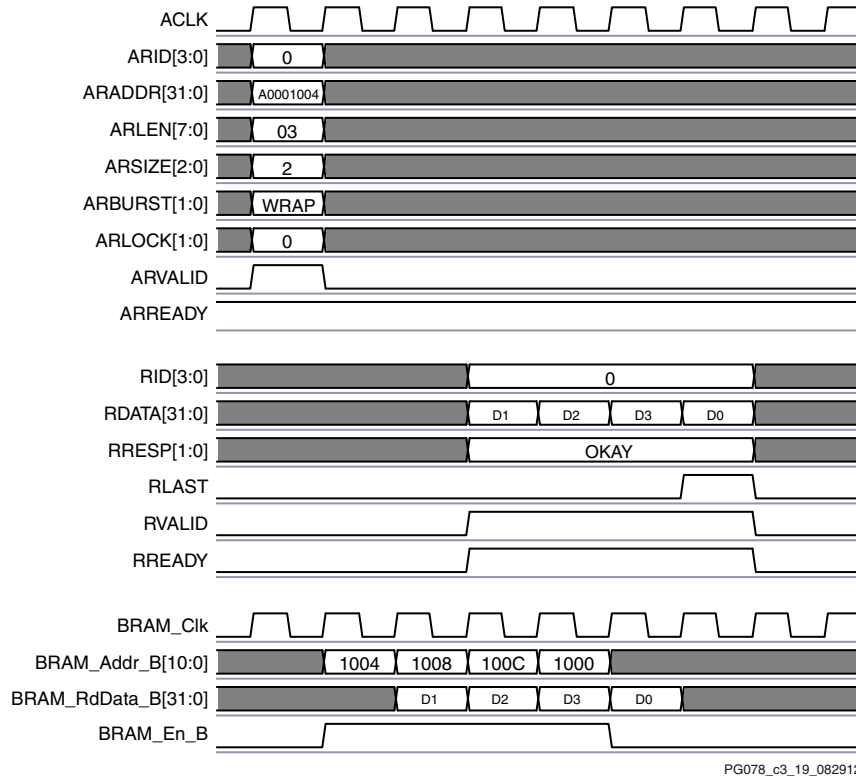 ACLK
ARID[3:0] 0
ARADDR[31:0] A0001004
ARLEN[7:0] 03
ARSIZE[2:0] 2
ARBURST[1:0] WRAP
ARLOCK[1:0] 0
ARVALID
ARREADY
RID[3:0] 0
RDATA[31:0] D1 D2 D3 D0
RRESP[1:0] OKAY
RLAST
RVALID
RREADY
BRAM_Clk
BRAM_Addr_B[10:0] 1004 1008 100C 1000
BRAM_RdData_B[31:0] D1 D2 D3 D0
BRAM_En_B
PG078_c3_19_082912